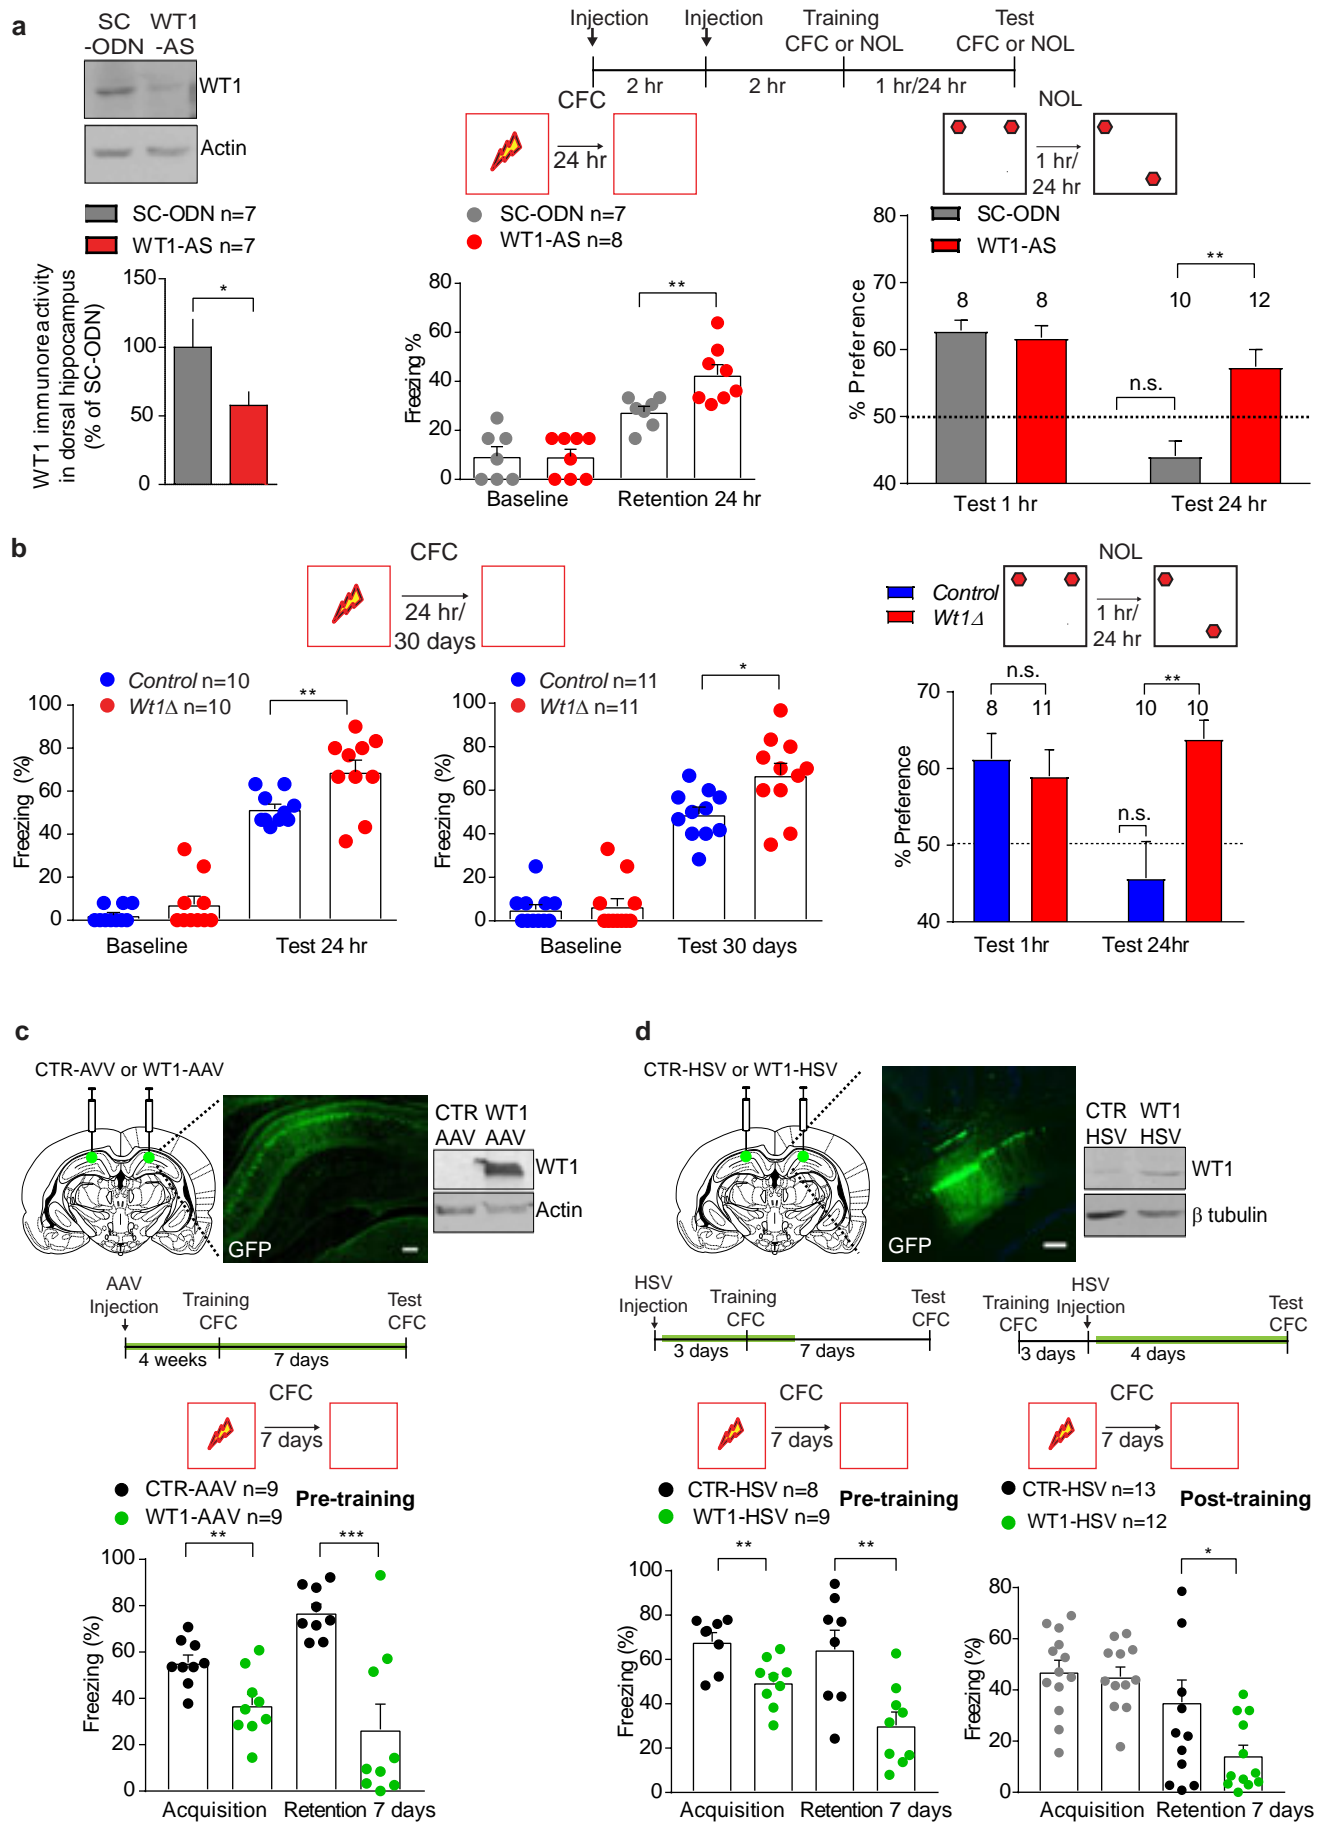 a
SC WT1
-ODN -AS
WT1
Actin
SC-ODN n=7
WT1-AS n=7
WT1 immunoreactivity
in dorsal hippocampus
(% of SC-ODN)
150
100
50
0
*
Injection Injection Training Test
CFC or NOL CFC or NOL
2 hr 2 hr 1 hr/24 hr
CFC
24 hr
SC-ODN n=7
WT1-AS n=8
Freezing %
80
60
40
20
0
**
Baseline Retention 24 hr
NOL
1 hr/
24 hr
SC-ODN
WT1-AS
% Preference
80
70
60
50
40
8 8 10 12
n.s.
**
Test 1 hr Test 24 hr
b
CFC
24 hr/
30 days
Control n=10
Wt1Δ n=10
Freezing (%)
100
80
60
40
20
0
**
Baseline Test 24 hr
Control n=11
Wt1Δ n=11
Freezing (%)
100
80
60
40
20
0
*
Baseline Test 30 days
NOL
Control
Wt1Δ
1 hr/
24 hr
% Preference
70
60
50
40
n.s.
8 11 10 10
n.s.
**
Test 1hr Test 24hr
c
CTR-AVV or WT1-AAV
GFP
CTR WT1
AAV AAV
WT1
Actin
AAV
Injection
Training
CFC
Test
CFC
4 weeks 7 days
CFC
7 days
CTR-AAV n=9
WT1-AAV n=9
Pre-training
Freezing (%)
100
80
60
40
20
0
** ***
Acquisition Retention 7 days
d
CTR-HSV or WT1-HSV
GFP
CTR WT1
HSV HSV
WT1
β tubulin
HSV
Injection
Training
CFC
Test
CFC
3 days 7 days
CFC
7 days
CTR-HSV n=8
WT1-HSV n=9
Pre-training
Freezing (%)
100
80
60
40
20
0
** **
Acquisition Retention 7 days
Training
CFC
HSV
Injection
Test
CFC
3 days 4 days
CFC
7 days
CTR-HSV n=13
WT1-HSV n=12
Post-training
Freezing (%)
80
60
40
20
0
*
Acquisition Retention 7 days